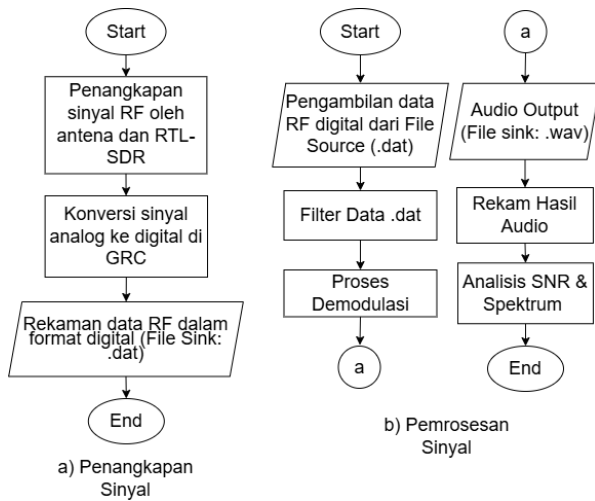 Start
Penangkapan
sinyal RF oleh
antena dan RTL-
SDR
Konversi sinyal
analog ke digital di
GRC
Rekaman data RF dalam
format digital (File Sink:
.dat)
End
a) Penangkapan
Sinyal
Start
Pengambilan data
RF digital dari File
Source (.dat)
Filter Data .dat
Proses
Demodulasi
a
a
Audio Output
(File sink: .wav)
Rekam Hasil
Audio
Analisis SNR &
Spektrum
End
b) Pemrosesan
Sinyal